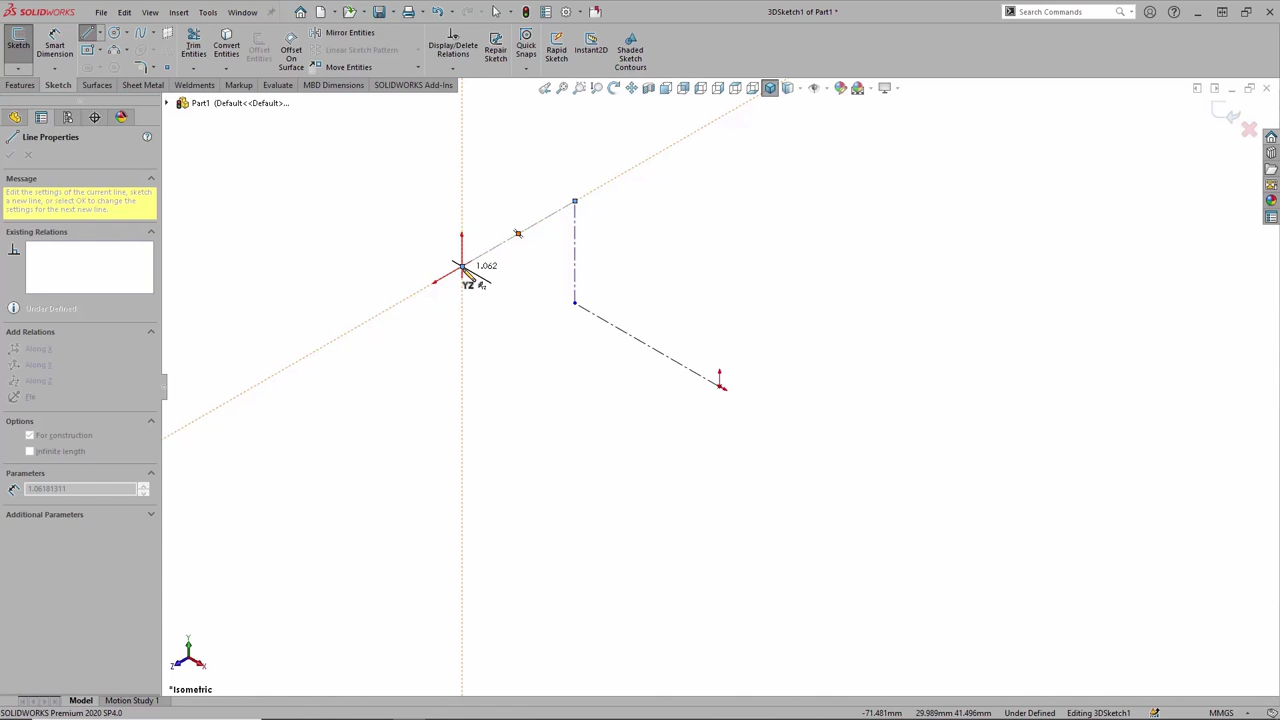 SOLIDWORKS
File
Edit
View
Insert
Tools
Window
3DSketch1 of Part1 *
Search Commands
Sketch
Smart Dimension
Trim Entities
Convert Entities
Offset Entities
Offset On Surface
Mirror Entities
Linear Sketch Pattern
Move Entities
Display/Delete Relations
Repair Sketch
Quick Snaps
Rapid Sketch
Instant2D
Shaded Sketch Contours
Features
Sketch
Surfaces
Sheet Metal
Weldments
Markup
Evaluate
MBD Dimensions
SOLIDWORKS Add-Ins
Part1 (Default<<Default>...
Line Properties
Message
Edit the settings of the current line, sketch
a new line, or select OK to change the
settings for the next new line.
Existing Relations
Under Defined
Add Relations
Along X
Along Y
Along Z
Fix
Options
For construction
Infinite length
Parameters
1.06181311
Additional Parameters
1.062
YZ
Y
Z
X
*Isometric
Model
Motion Study 1
SOLIDWORKS Premium 2020 SP4.0
-71.481mm
29.989mm 41.496mm
Under Defined
Editing 3DSketch1
MMGS